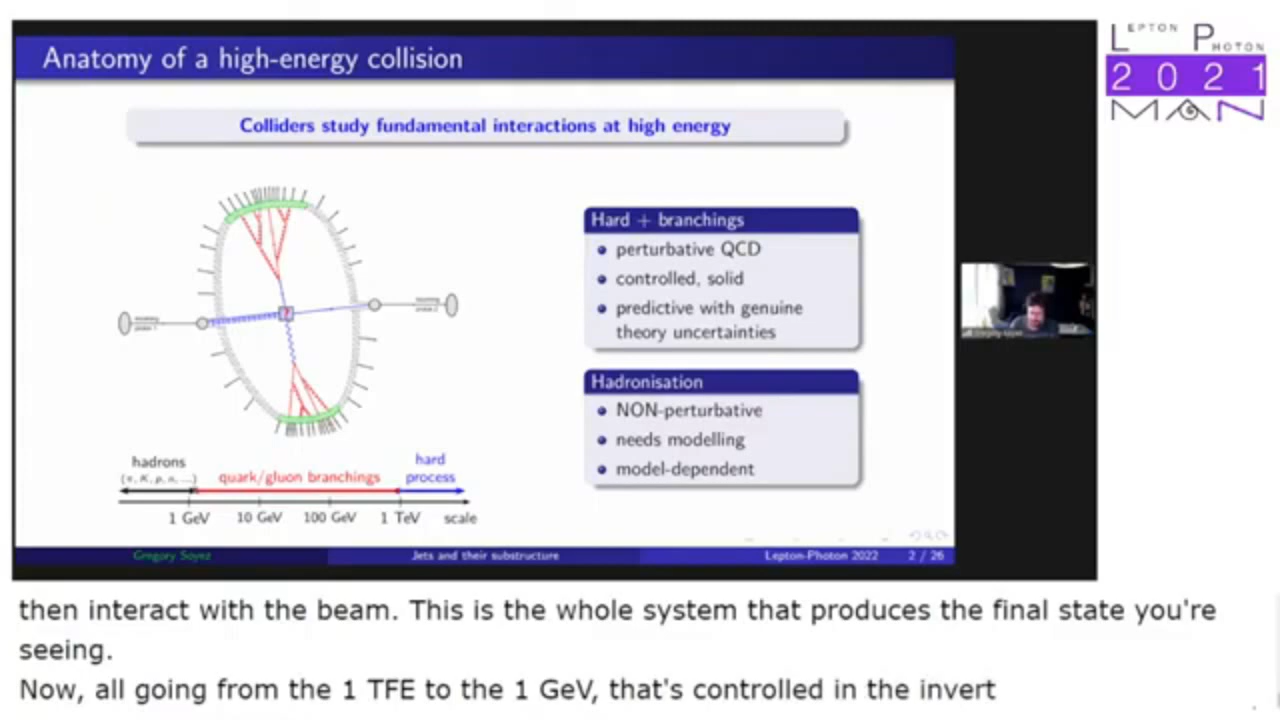 Anatomy of a high-energy collision
Colliders study fundamental interactions at high energy
Hard + branchings
perturbative QCD
controlled, solid
predictive with genuine
theory uncertainties
Hadronisation
NON-perturbative
needs modelling
model-dependent
?
hadrons
(π, K, p, n, ...)
quark/gluon branchings
hard
process
1 GeV 10 GeV 100 GeV 1 TeV scale
Gregory Soyez Jets and their substructure Lepton-Photon 2022 2 / 26
LEPTON PHOTON
2021
MAN
then interact with the beam. This is the whole system that produces the final state you're
seeing.
Now, all going from the 1 TFE to the 1 GeV, that's controlled in the invert